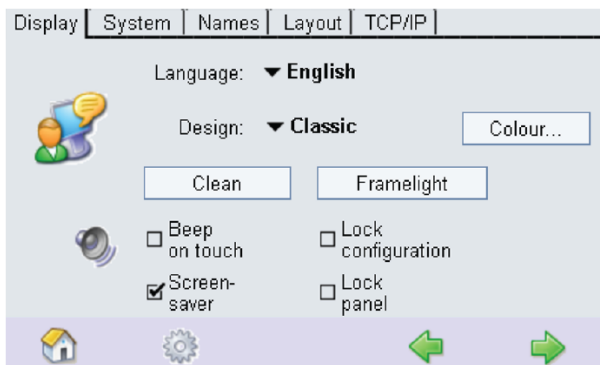 Display System Names Layout TCP/IP
Language: English
Design: Classic Colour...
Clean Framelight
Beep
on touch
Lock
configuration
Screen-
saver
Lock
panel